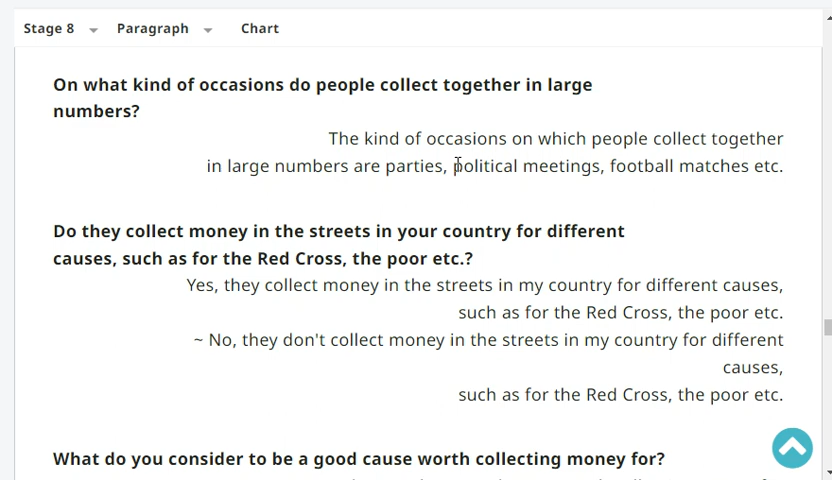 Stage 8 Paragraph Chart
On what kind of occasions do people collect together in large
numbers?
The kind of occasions on which people collect together
in large numbers are parties, political meetings, football matches etc.
Do they collect money in the streets in your country for different
causes, such as for the Red Cross, the poor etc.?
Yes, they collect money in the streets in my country for different causes,
such as for the Red Cross, the poor etc.
~ No, they don't collect money in the streets in my country for different
causes,
such as for the Red Cross, the poor etc.
What do you consider to be a good cause worth collecting money for?